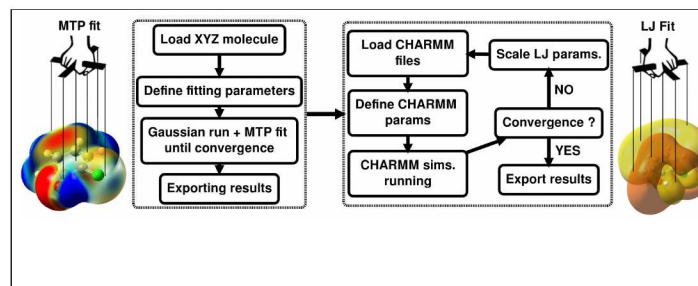 MTP fit
Load XYZ molecule
Define fitting parameters
Gaussian run + MTP fit
until convergence
Exporting results
Load CHARMM
files
Define CHARMM
params
CHARMM sims.
running
Scale LJ params.
NO
Convergence ?
YES
Export results
LJ Fit